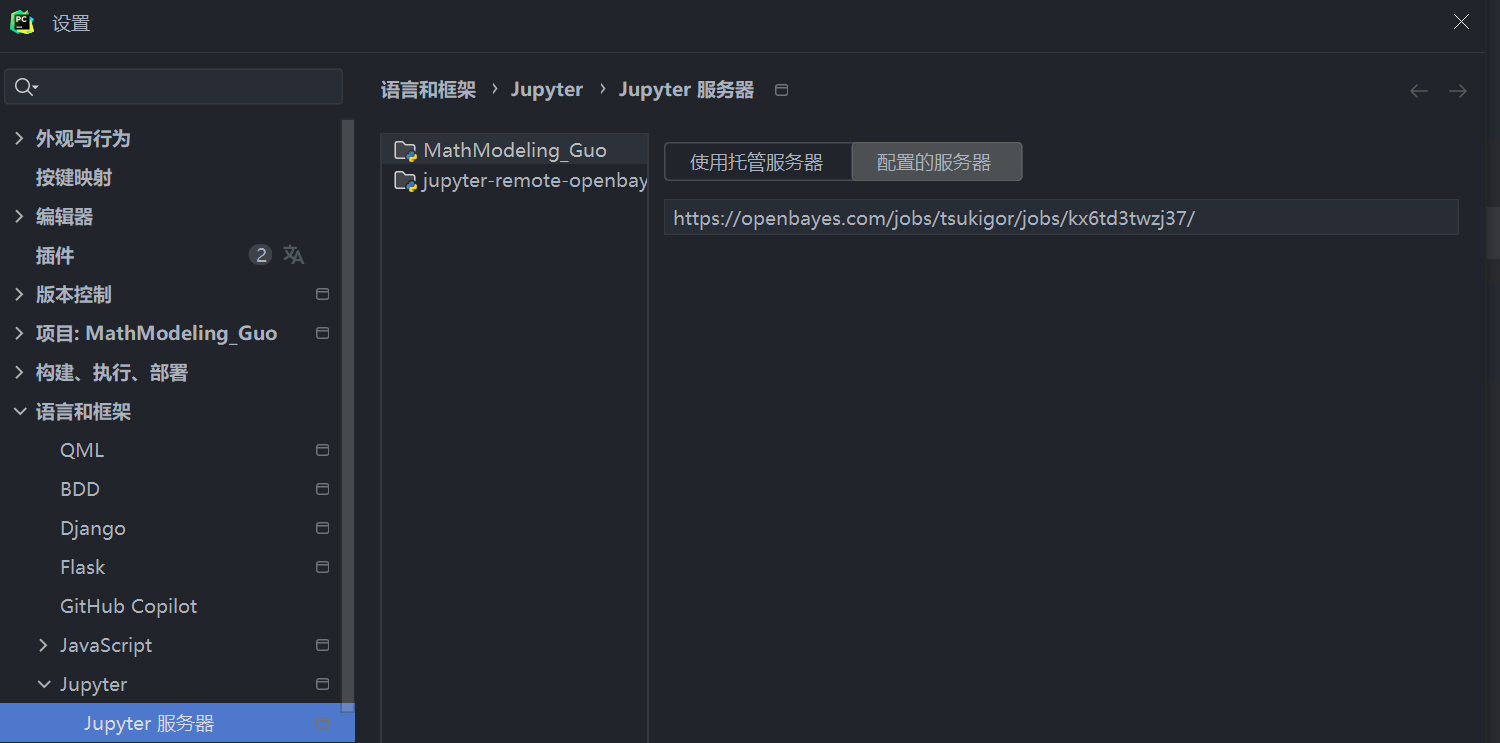 PC
设置
语言和框架 › Jupyter › Jupyter 服务器
外观与行为
按键映射
编辑器
插件 2
版本控制
项目: MathModeling_Guo
构建、执行、部署
语言和框架
QML
BDD
Django
Flask
GitHub Copilot
JavaScript
Jupyter
Jupyter 服务器
MathModeling_Guo
jupyter-remote-openbay
使用托管服务器 配置的服务器
https://openbayes.com/jobs/tsukigor/jobs/kx6td3twzj37/